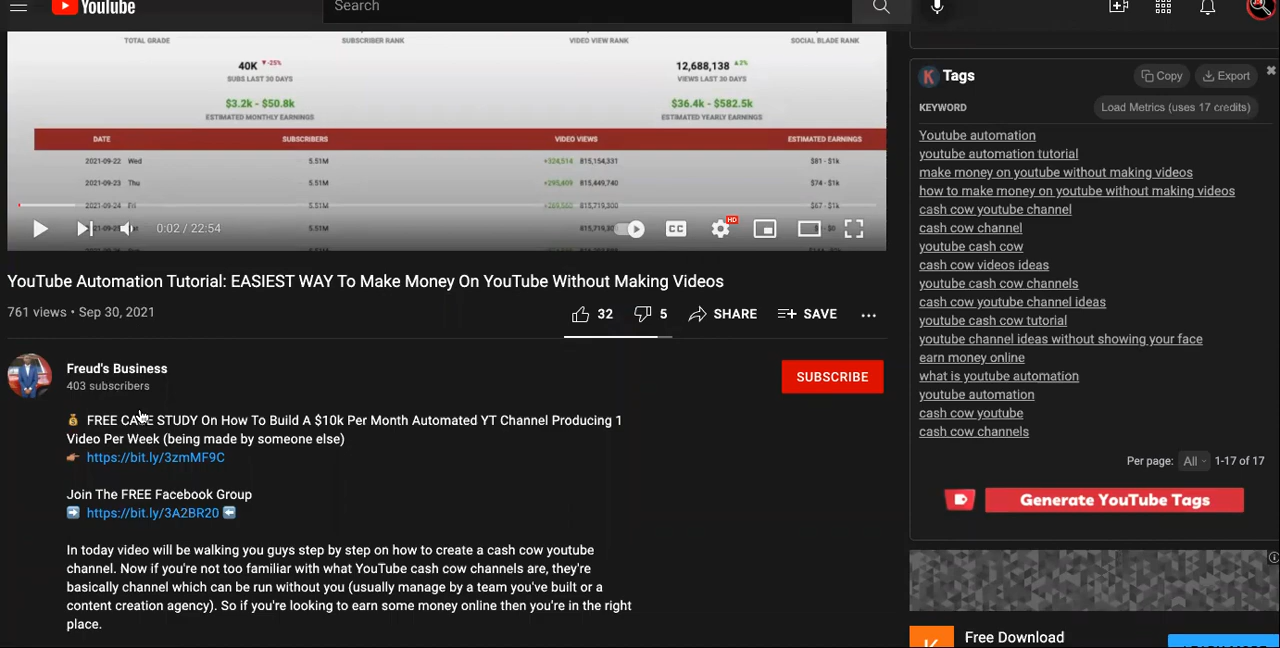 YouTube
Search
TOTAL GRADE SUBSCRIBER RANK VIDEO VIEW RANK SOCIAL BLADE RANK
40K -25% 12,688,138
SUBS LAST 30 DAYS VIEWS LAST 30 DAYS
$3.2k - $50.8k $36.4k - $582.5k
ESTIMATED MONTHLY EARNINGS ESTIMATED YEARLY EARNINGS
DATE SUBSCRIBERS VIDEO VIEWS ESTIMATED EARNINGS
2021-09-22 Wed 5.51M +324,514 815,154,331 $81 - $1k
2021-09-23 Thu 5.51M +295,409 815,449,740 $74 - $1k
2021-09-24 Fri 5.51M 815,719,300 $67 - $1k
0:02 / 22:54
CC
HD
YouTube Automation Tutorial: EASIEST WAY To Make Money On YouTube Without Making Videos
761 views • Sep 30, 2021
32 5 SHARE SAVE
Freud's Business
403 subscribers
SUBSCRIBE
FREE CASE STUDY On How To Build A $10k Per Month Automated YT Channel Producing 1
Video Per Week (being made by someone else)
https://bit.ly/3zmMF9C
Join The FREE Facebook Group
https://bit.ly/3A2BR20
In today video will be walking you guys step by step on how to create a cash cow youtube
channel. Now if you're not too familiar with what YouTube cash cow channels are, they're
basically channel which can be run without you (usually manage by a team you've built or a
content creation agency). So if you're looking to earn some money online then you're in the right
place.
K Tags Copy Export
KEYWORD Load Metrics (uses 17 credits)
Youtube automation
youtube automation tutorial
make money on youtube without making videos
how to make money on youtube without making videos
cash cow youtube channel
cash cow channel
youtube cash cow
cash cow videos ideas
youtube cash cow channels
cash cow youtube channel ideas
youtube cash cow tutorial
youtube channel ideas without showing your face
earn money online
what is youtube automation
youtube automation
cash cow youtube
cash cow channels
Per page: All 1-17 of 17
Generate YouTube Tags
Free Download